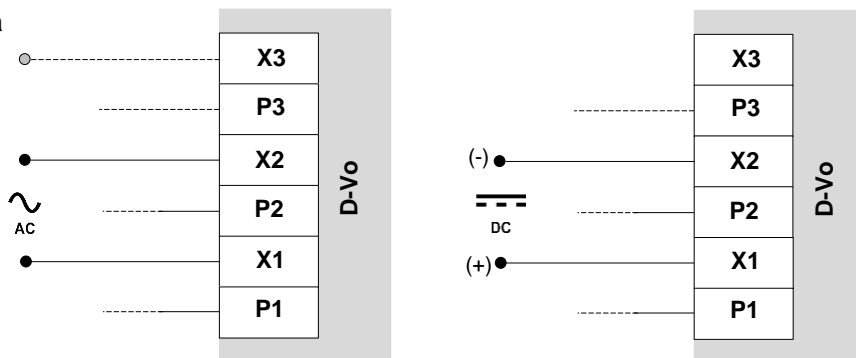 X3
P3
X2
P2
X1
P1
D-Vo
AC
X3
P3
X2
P2
X1
P1
D-Vo
(-)
DC
(+)